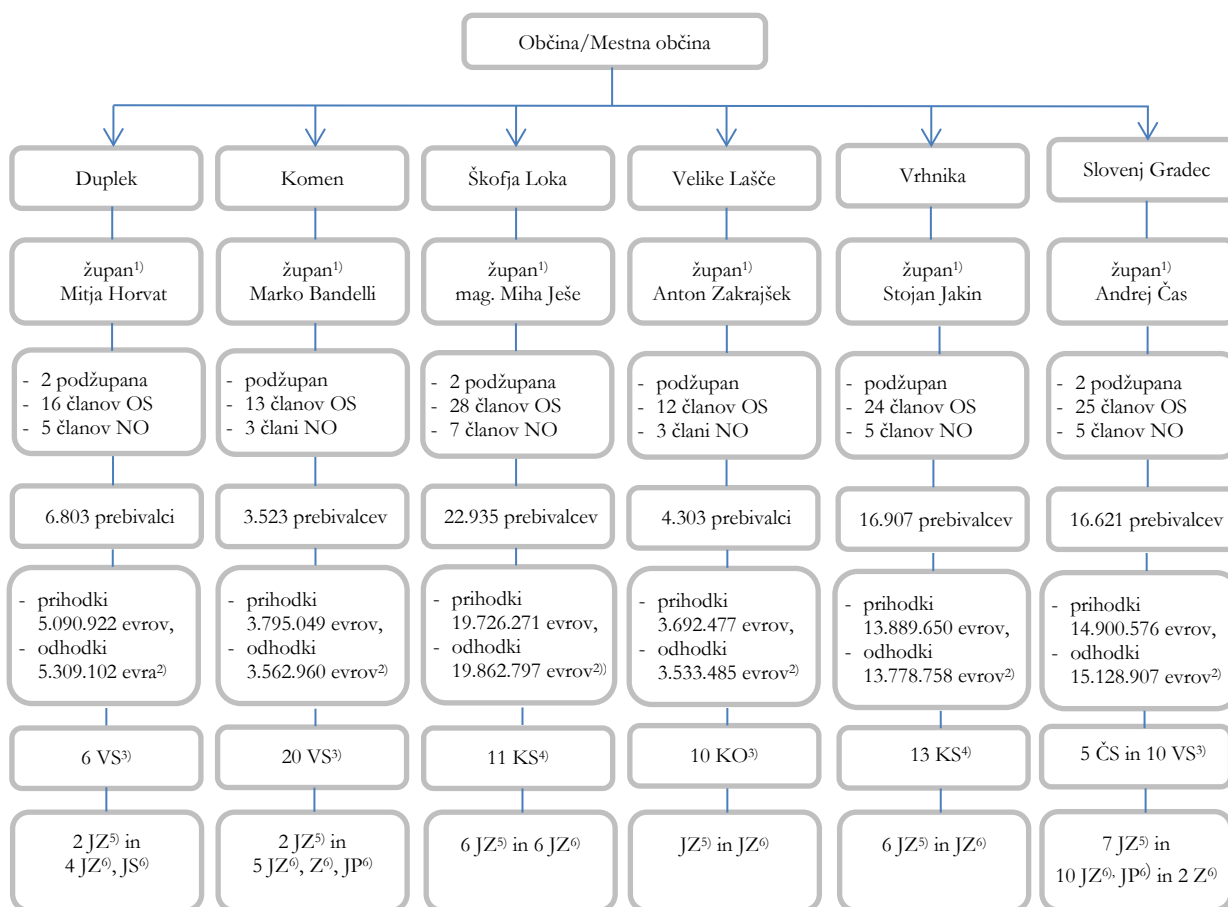 Občina/Mestna občina
Duplek
Komen
Škofja Loka
Velike Lašče
Vrhnika
Slovenj Gradec
župan1)
Mitja Horvat
župan1)
Marko Bandelli
župan1)
mag. Miha Ješe
župan1)
Anton Zakrajšek
župan1)
Stojan Jakin
župan1)
Andrej Čas
- 2 podžupana
- 16 članov OS
- 5 članov NO
- podžupan
- 13 članov OS
- 3 člani NO
- 2 podžupana
- 28 članov OS
- 7 članov NO
- podžupan
- 12 članov OS
- 3 člani NO
- podžupan
- 24 članov OS
- 5 članov NO
- 2 podžupana
- 25 članov OS
- 5 članov NO
6.803 prebivalci
3.523 prebivalcev
22.935 prebivalcev
4.303 prebivalci
16.907 prebivalcev
16.621 prebivalcev
- prihodki
5.090.922 evrov,
- odhodki
5.309.102 evra2)
- prihodki
3.795.049 evrov,
- odhodki
3.562.960 evrov2)
- prihodki
19.726.271 evrov,
- odhodki
19.862.797 evrov2))
- prihodki
3.692.477 evrov,
- odhodki
3.533.485 evrov2)
- prihodki
13.889.650 evrov,
- odhodki
13.778.758 evrov2)
- prihodki
14.900.576 evrov,
- odhodki
15.128.907 evrov2)
6 VS3)
20 VS3)
11 KS4)
10 KO3)
13 KS4)
5 ČS in 10 VS3)
2 JZ5) in
4 JZ6), JS6)
2 JZ5) in
5 JZ6), Z6), JP6)
6 JZ5) in 6 JZ6)
JZ5) in JZ6)
6 JZ5) in JZ6)
7 JZ5) in
10 JZ6), JP6) in 2 Z6)